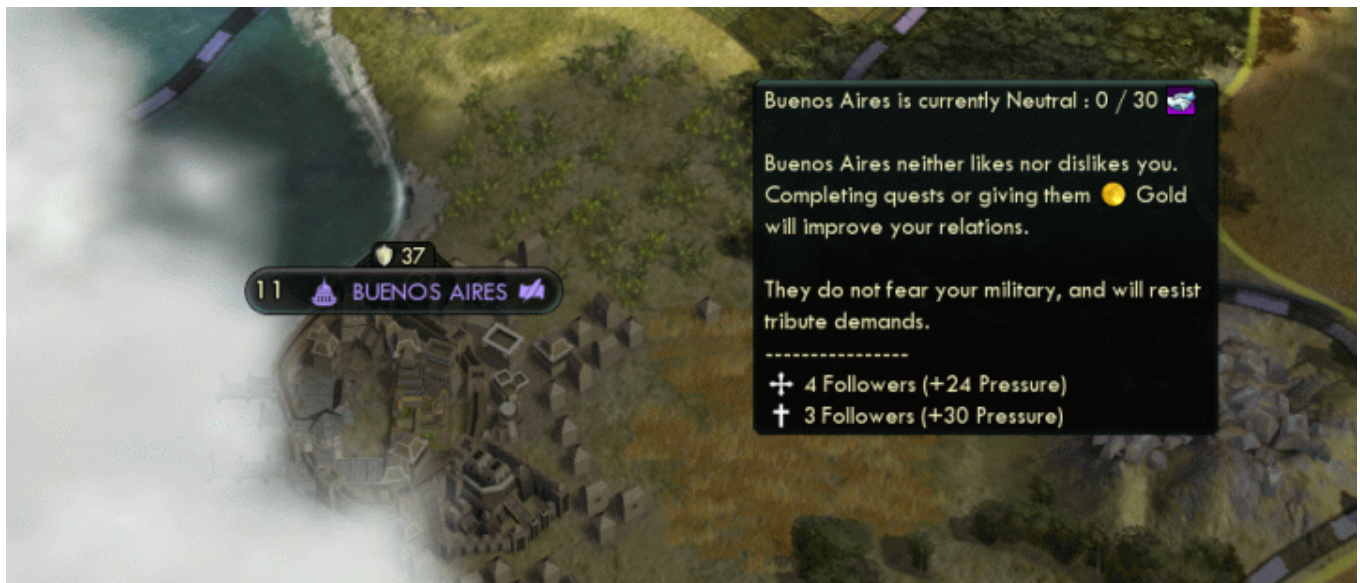 Buenos Aires is currently Neutral : 0 / 30
Buenos Aires neither likes nor dislikes you.
Completing quests or giving them Gold
will improve your relations.
They do not fear your military, and will resist
tribute demands.
----------------
4 Followers (+24 Pressure)
3 Followers (+30 Pressure)
37
11 BUENOS AIRES